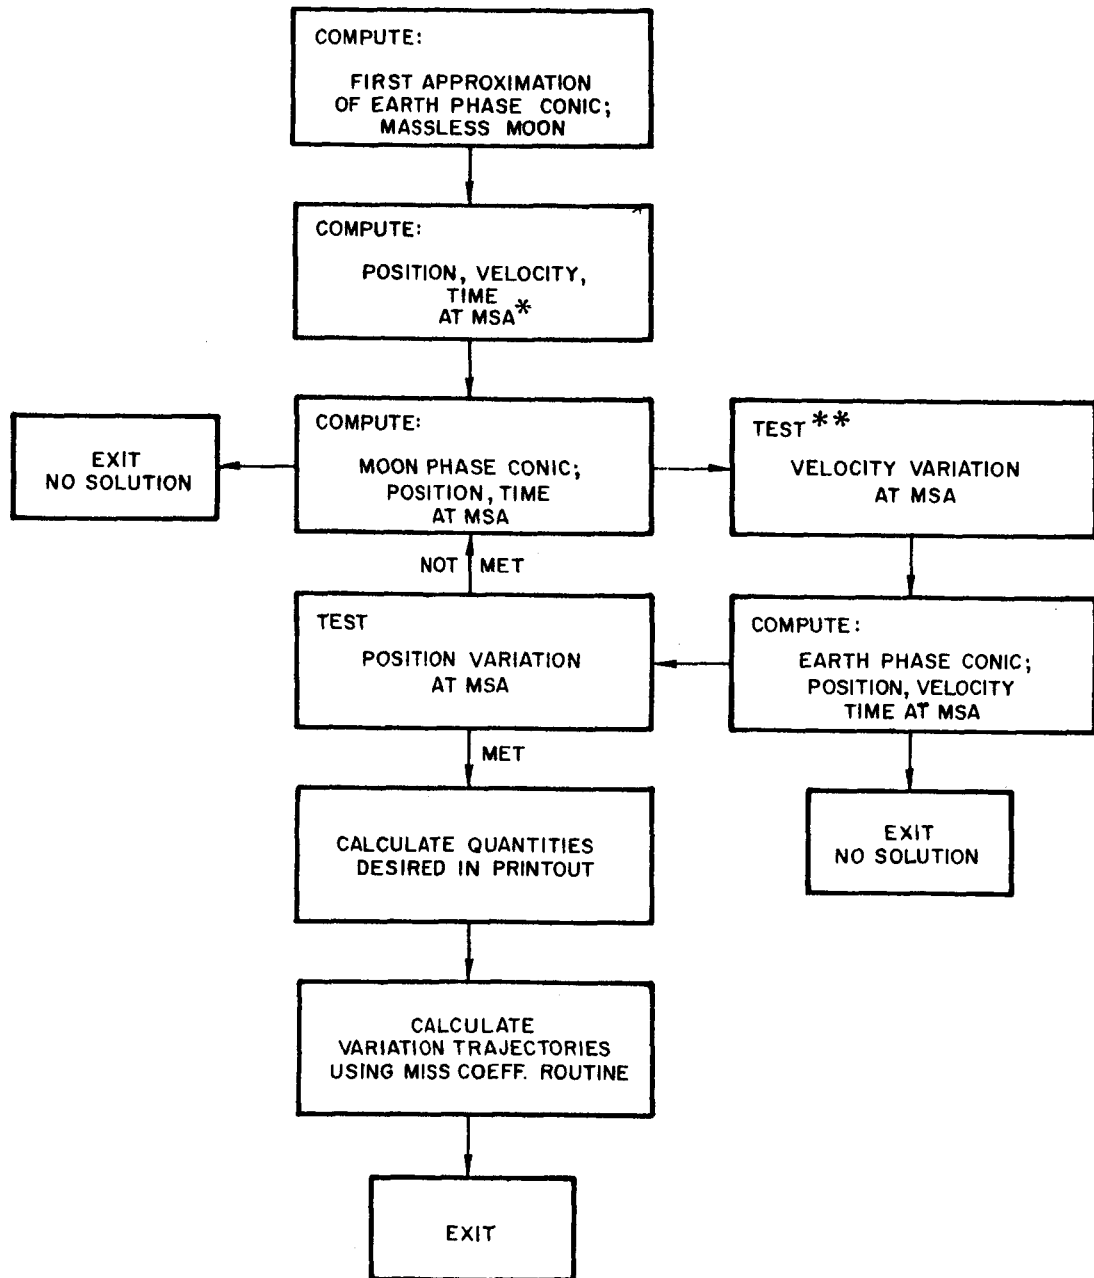 COMPUTE:
FIRST APPROXIMATION
OF EARTH PHASE CONIC;
MASSLESS MOON
COMPUTE:
POSITION, VELOCITY,
TIME
AT MSA*
COMPUTE:
MOON PHASE CONIC;
POSITION, TIME
AT MSA
EXIT
NO SOLUTION
TEST**
VELOCITY VARIATION
AT MSA
NOT MET
TEST
POSITION VARIATION
AT MSA
COMPUTE:
EARTH PHASE CONIC;
POSITION, VELOCITY
TIME AT MSA
MET
CALCULATE QUANTITIES
DESIRED IN PRINTOUT
EXIT
NO SOLUTION
CALCULATE
VARIATION TRAJECTORIES
USING MISS COEFF. ROUTINE
EXIT